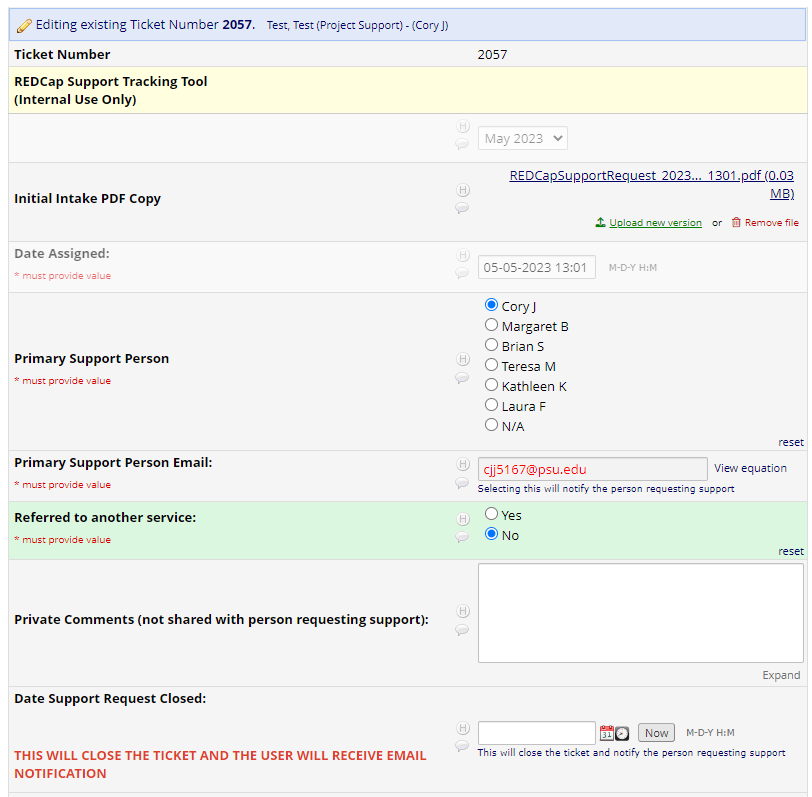 Editing existing Ticket Number 2057. Test, Test (Project Support) - (Cory J)
Ticket Number 2057
REDCap Support Tracking Tool
(Internal Use Only)
H
May 2023
Initial Intake PDF Copy
H
REDCapSupportRequest_2023... _1301.pdf (0.03
MB)
Upload new version or Remove file
Date Assigned:
* must provide value
H
05-05-2023 13:01 M-D-Y H:M
Primary Support Person
* must provide value
H
Cory J
Margaret B
Brian S
Teresa M
Kathleen K
Laura F
N/A
reset
Primary Support Person Email:
* must provide value
H
cjj5167@psu.edu View equation
Selecting this will notify the person requesting support
Referred to another service:
* must provide value
H
Yes
No
reset
Private Comments (not shared with person requesting support):
H
Expand
Date Support Request Closed:
THIS WILL CLOSE THE TICKET AND THE USER WILL RECEIVE EMAIL
NOTIFICATION
H
31 Now M-D-Y H:M
This will close the ticket and notify the person requesting support